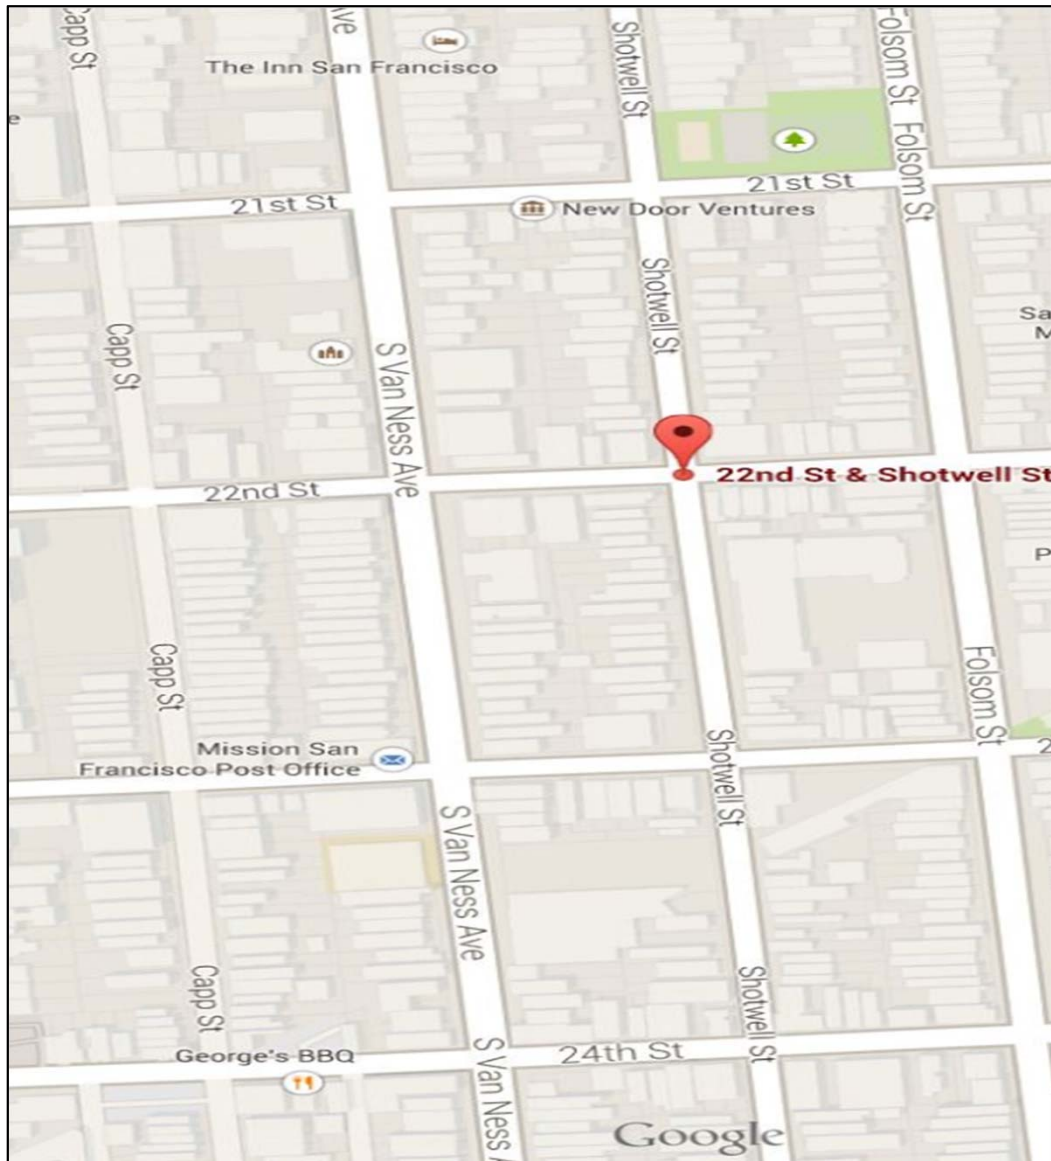 Capp St
Ave
The Inn San Francisco
Shotwell St
Folsom St
Folsom St
e
21st St
21st St
New Door Ventures
Shotwell St
Sa
M
Capp St
S Van Ness Ave
22nd St
22nd St & Shotwell St
P
Capp St
Folsom St
Mission San
Francisco Post Office
Shotwell St
2
S Van Ness Ave
Capp St
Shotwell St
George's BBQ
24th St
S Van Ness A
Google